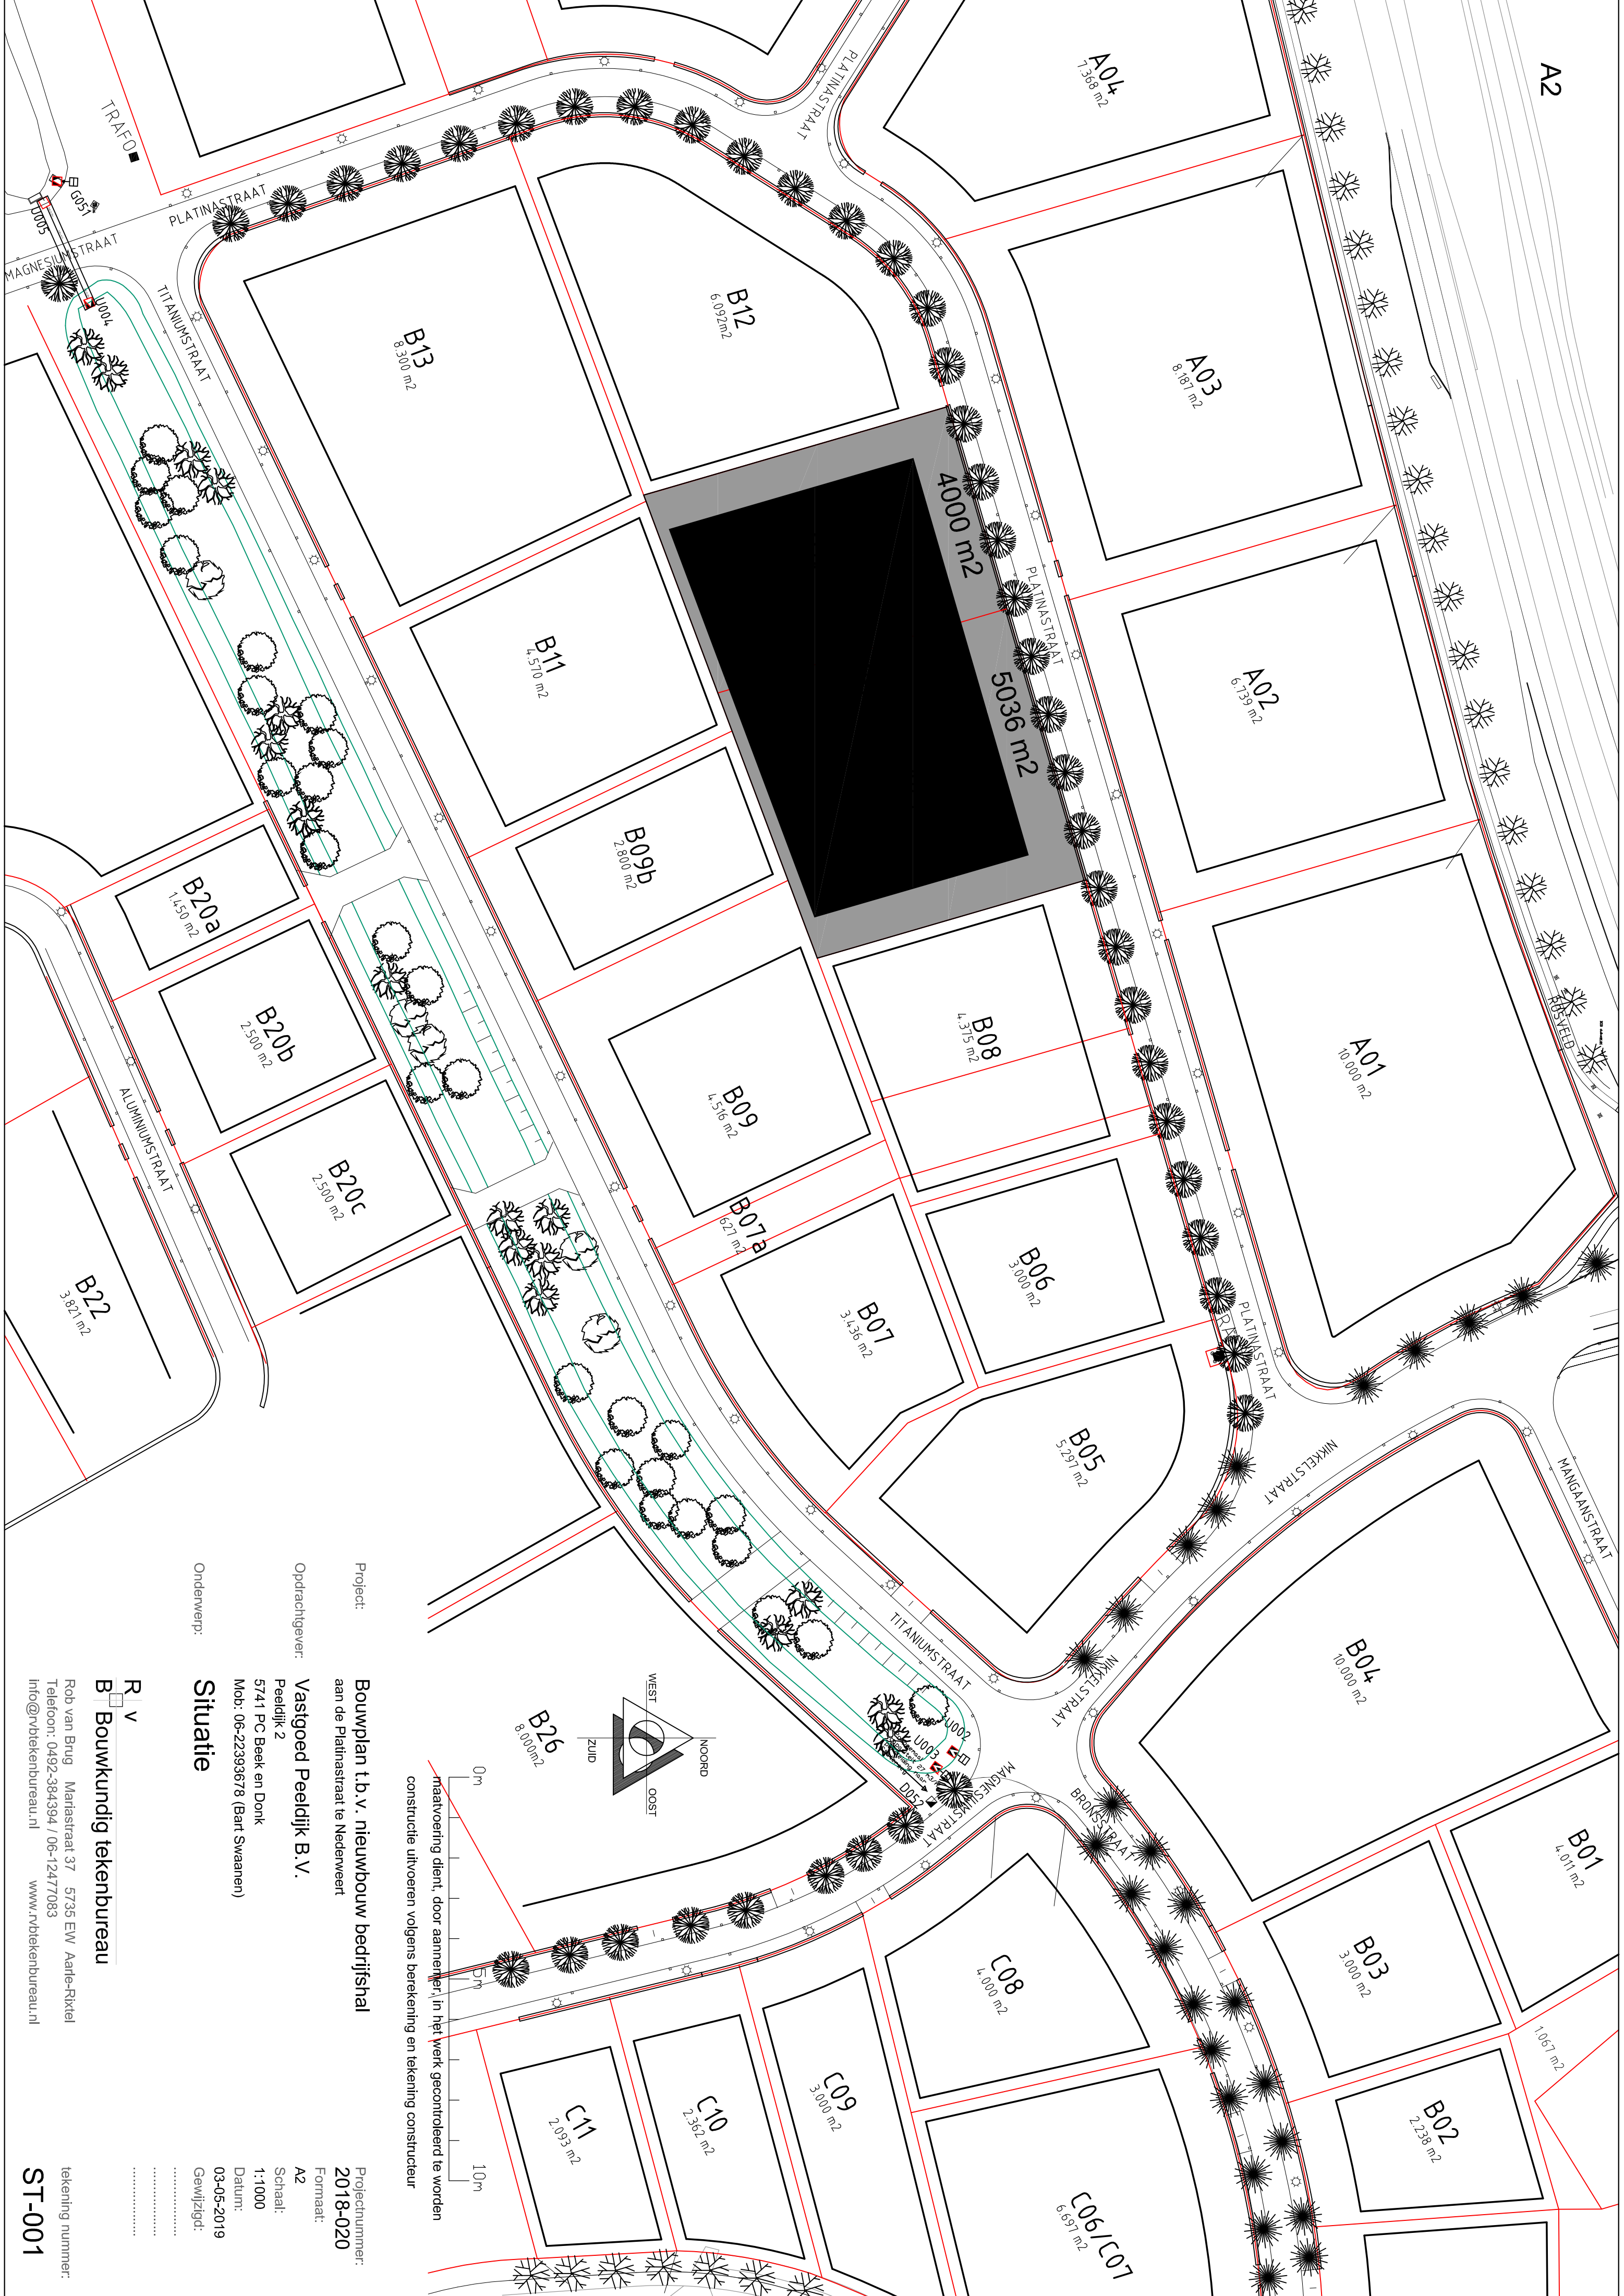 A2
A04
7.368 m2
A03
8.187 m2
A02
6.739 m2
A01
10.000 m2
PLATINASTRAAT
TRAFO
G051
U005
PLATINASTRAAT
MAGNESIUMSTRAAT
U004
TITANIUMSTRAAT
B13
8.300 m2
B12
6.092m2
4000 m2
5036 m2
PLATINASTRAAT
B11
4.570 m2
B09b
2.800 m2
B08
4.375 m2
B09
4.516 m2
B07a
627 m2
B07
3.436 m2
B06
3.000 m2
B05
5.297 m2
PLATINASTRAAT
B20a
1.450 m2
B20b
2.500 m2
B20c
2.500 m2
ALUMINIUMSTRAAT
B22
3.821 m2
NIKKELSTRAAT
MANGAANSTRAAT
B04
10.000 m2
TITANIUMSTRAAT
NIKKELSTRAAT
U002
U003
D052
MAGNESIUMSTRAAT
BRONSSTRAAT
B26
8.000m2
B01
4.011 m2
B03
3.000 m2
B02
2.238 m2
1.067 m2
C08
4.000 m2
C09
3.000 m2
C10
2.362 m2
C11
2.093 m2
C06/C07
6.697 m2
NOORD
OOST
ZUID
WEST
0m
5m
10m
maatvoering dient, door aannemer, in het werk gecontroleerd te worden
constructie uitvoeren volgens berekening en tekening constructeur
Project:
Bouwplan t.b.v. nieuwbouw bedrijfshal
aan de Platinastraat te Nederweert
Opdrachtgever:
Vastgoed Peeldijk B.V.
Peeldijk 2
5741 PC Beek en Donk
Mob: 06-22393678 (Bart Swaanen)
Onderwerp:
Situatie
Projectnummer:
2018-020
Formaat:
A2
Schaal:
1:1000
Datum:
03-05-2019
Gewijzigd:
R v
B Bouwkundig tekenbureau
Rob van Brug Mariastraat 37 5735 EW Aarle-Rixtel
Telefoon: 0492-384394 / 06-12477083
info@rvbtekenbureau.nl www.rvbtekenbureau.nl
tekening nummer:
ST-001